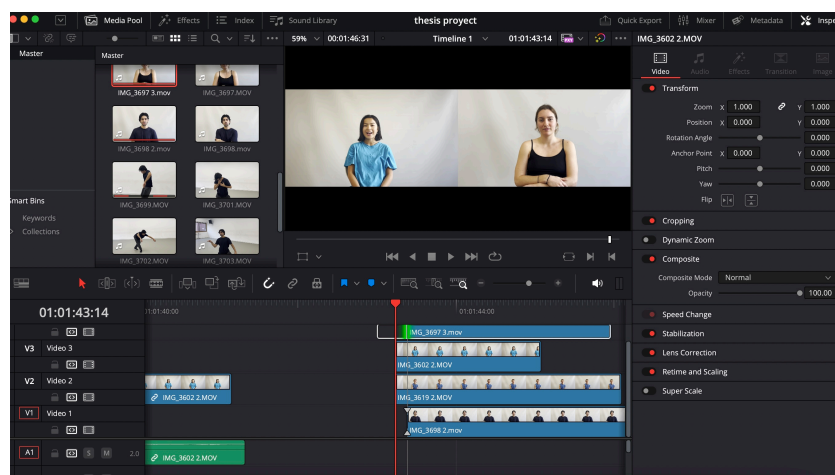 Media Pool Effects Index Sound Library thesis proyect Quick Export Mixer Metadata Inspe
59% 00:01:46:31 Timeline 1 01:01:43:14 IMG_3602 2.MOV
Master Master
Video Audio Effects Transition Image
IMG_3697 3.mov IMG_3697.MOV
Transform
Zoom X 1.000 Y 1.000
Position X 0.000 Y 0.000
IMG_3698 2.mov IMG_3698.mov
Rotation Angle 0.000
Anchor Point X 0.000 Y 0.000
Pitch 0.000
Yaw 0.000
IMG_3699.MOV IMG_3701.MOV
Smart Bins
Flip
Keywords
Cropping
Collections
Dynamic Zoom
IMG_3702.MOV IMG_3703.MOV
Composite
Composite Mode Normal
Opacity 100.00
01:01:43:14 01:01:40:00 01:01:44:00
Speed Change
IMG_3697 3.mov
Stabilization
V3 Video 3
Lens Correction
IMG_3602 2.MOV
Retime and Scaling
V2 Video 2
Super Scale
IMG_3602 2.MOV IMG_3619 2.MOV
V1 Video 1
IMG_3698 2.mov
A1 S M 2.0 IMG_3602 2.MOV